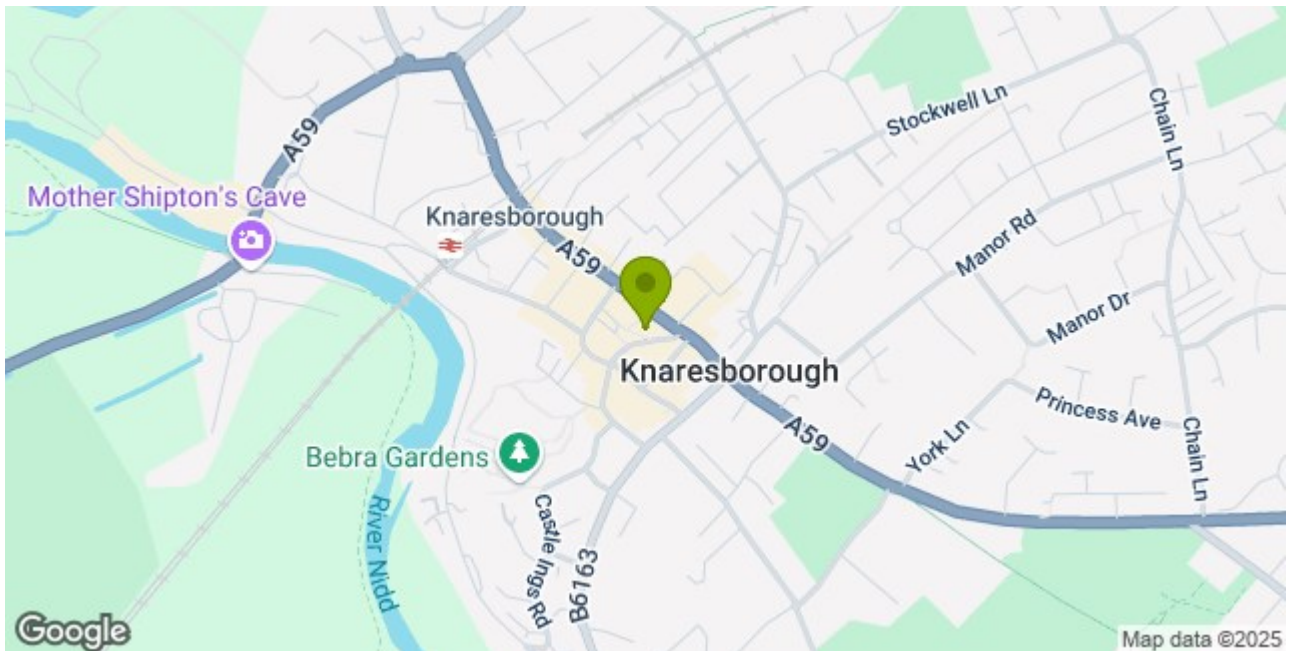 A59
Stockwell Ln
Chain Ln
Mother Shipton's Cave
Knaresborough
A59
Manor Rd
Manor Dr
Knaresborough
Princess Ave
A59
York Ln
Chain Ln
Bebra Gardens
River Nidd
Castle Ings Rd
B6163
Google
Map data ©2025